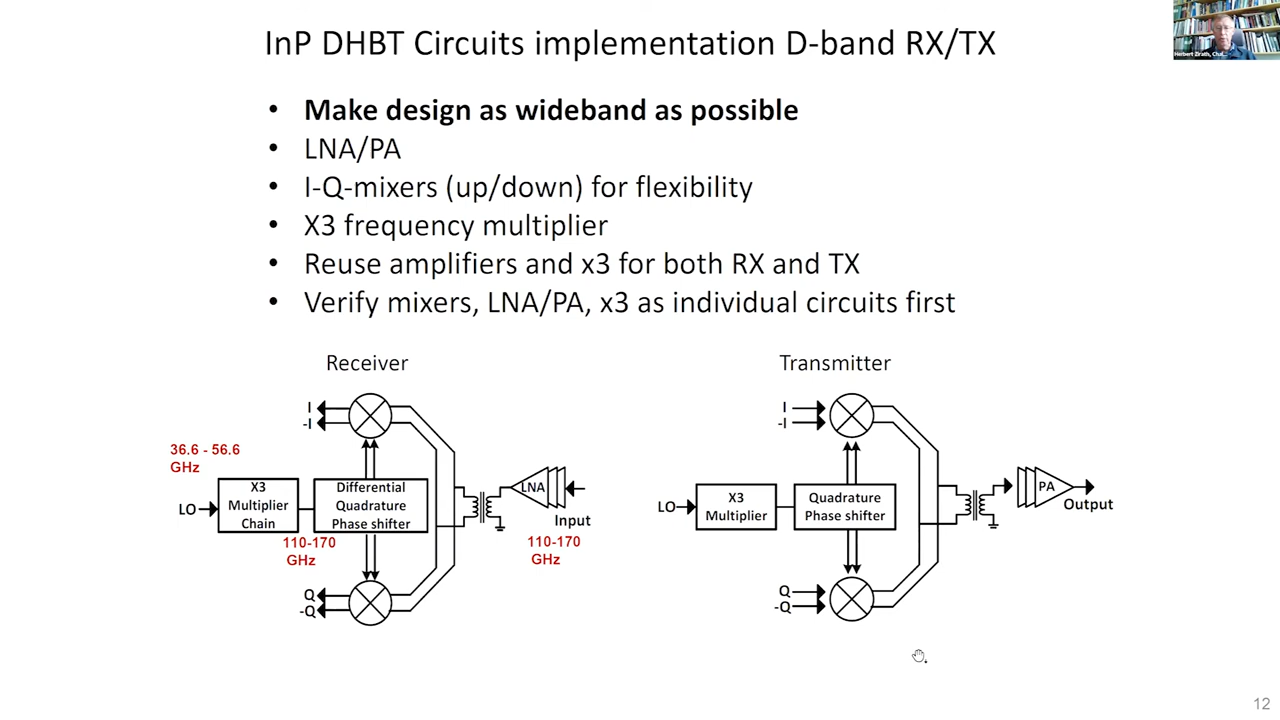 InP DHBT Circuits implementation D-band RX/TX
• Make design as wideband as possible
• LNA/PA
• I-Q-mixers (up/down) for flexibility
• X3 frequency multiplier
• Reuse amplifiers and x3 for both RX and TX
• Verify mixers, LNA/PA, x3 as individual circuits first
Receiver
I
-I
36.6 - 56.6
GHz
LO
X3
Multiplier
Chain
Differential
Quadrature
Phase shifter
LNA
Input
110-170
GHz
110-170
GHz
Q
-Q
Transmitter
I
-I
LO
X3
Multiplier
Quadrature
Phase shifter
PA
Output
Q
-Q
Herbert Zirath, Chal...
12